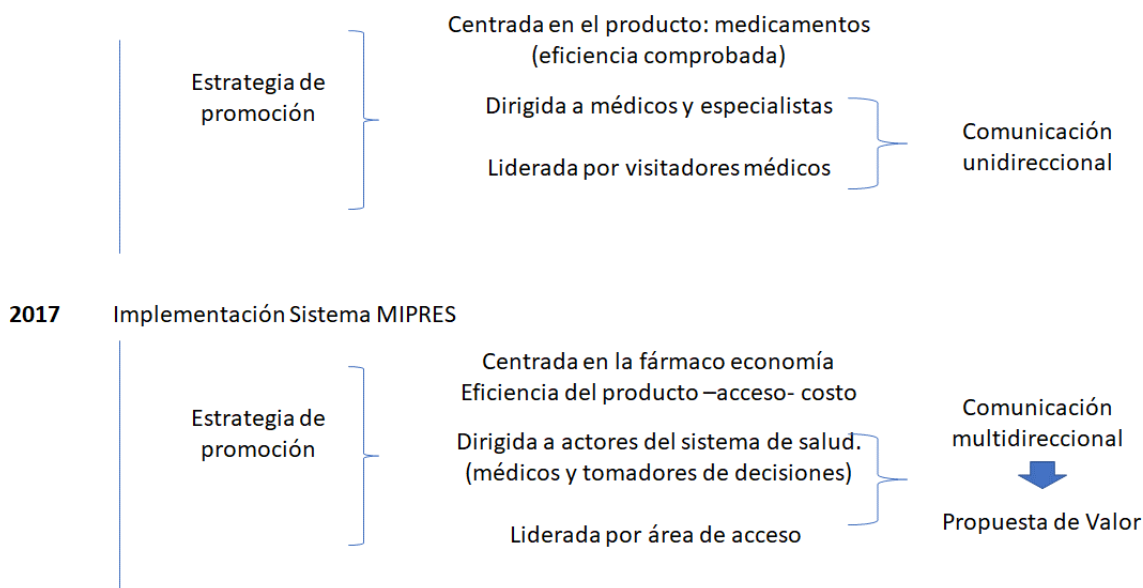 Centrada en el producto: medicamentos
(eficiencia comprobada)
Estrategia de
promoción
Dirigida a médicos y especialistas
Liderada por visitadores médicos
Comunicación
unidireccional
2017 Implementación Sistema MIPRES
Centrada en la fármaco economía
Eficiencia del producto –acceso- costo
Estrategia de
promoción
Dirigida a actores del sistema de salud.
(médicos y tomadores de decisiones)
Liderada por área de acceso
Comunicación
multidireccional
Propuesta de Valor